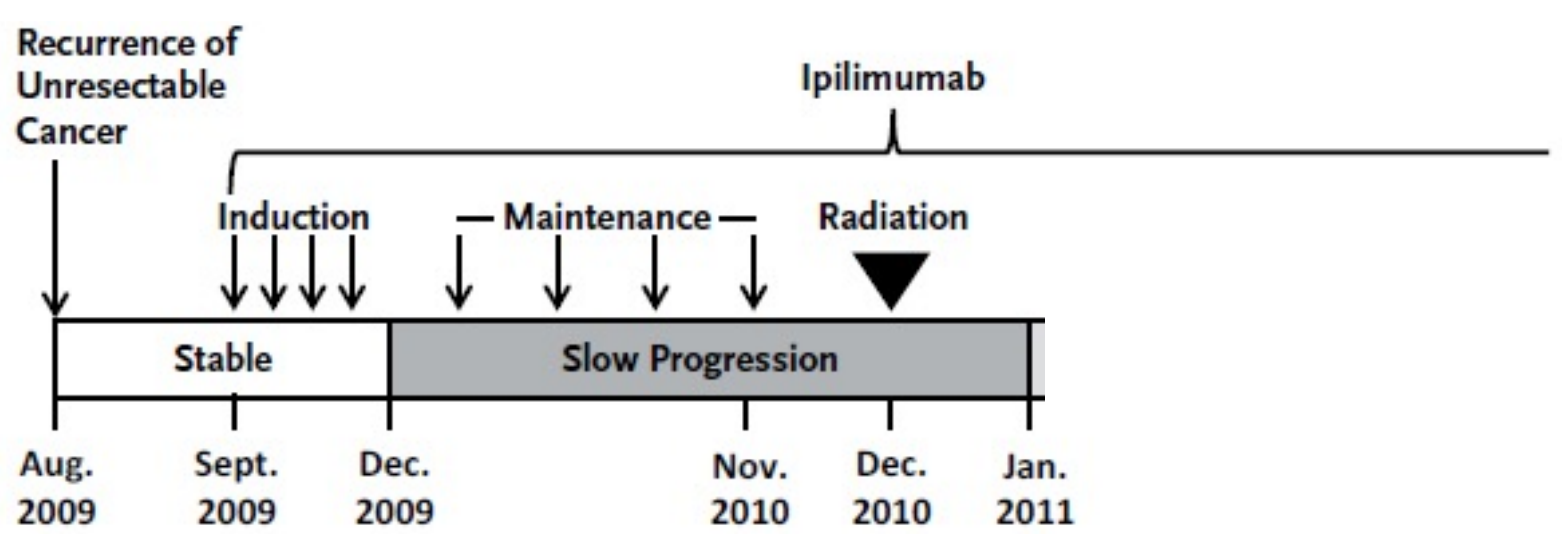 Recurrence of
Unresectable
Cancer
Ipilimumab
Induction
Maintenance
Radiation
Stable
Slow Progression
Aug.
2009
Sept.
2009
Dec.
2009
Nov.
2010
Dec.
2010
Jan.
2011